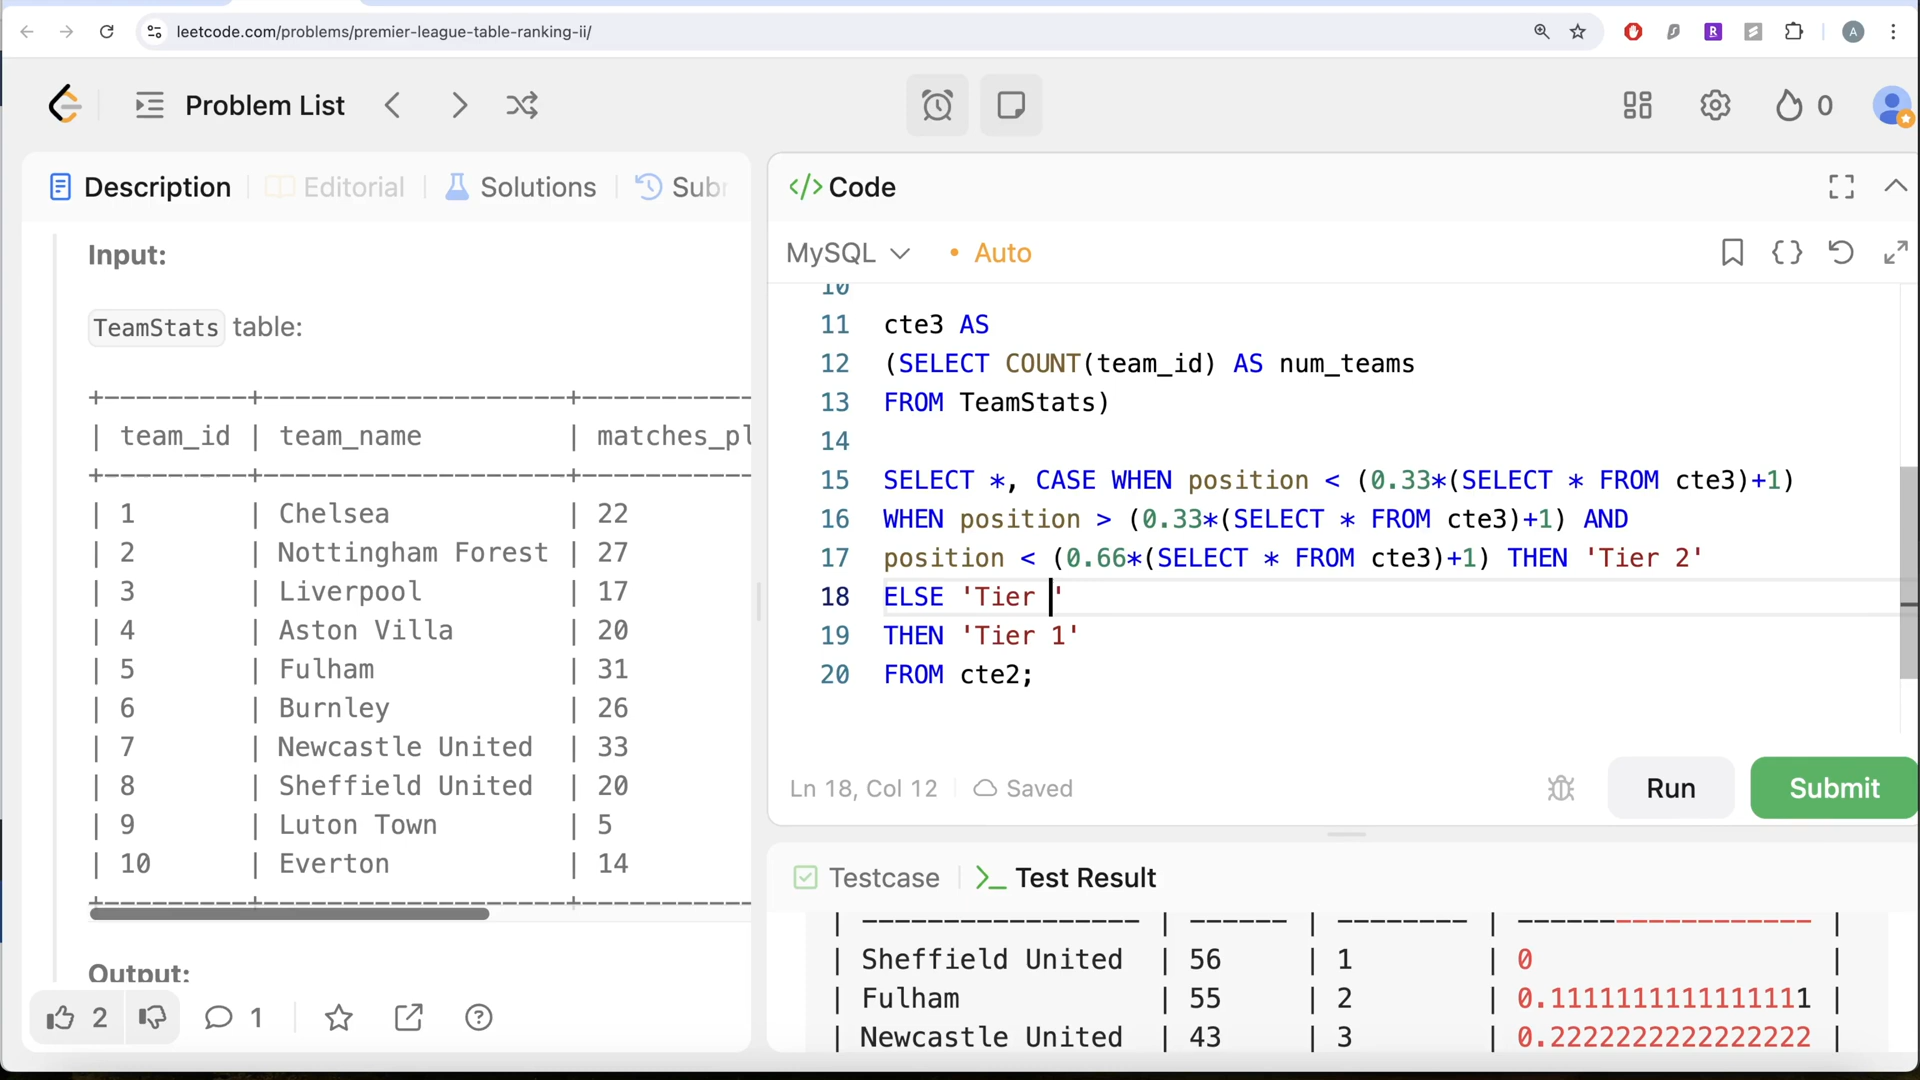 leetcode.com/problems/premier-league-table-ranking-ii/
A
Problem List
0
Description
Editorial
Solutions
Input:
TeamStats table:
+---------+--------------------+-----------
| team_id | team_name | matches_pl
+---------+--------------------+-----------
| 1 | Chelsea | 22
| 2 | Nottingham Forest | 27
| 3 | Liverpool | 17
| 4 | Aston Villa | 20
| 5 | Fulham | 31
| 6 | Burnley | 26
| 7 | Newcastle United | 33
| 8 | Sheffield United | 20
| 9 | Luton Town | 5
| 10 | Everton | 14
+---------+--------------------+-----------
Output:
2
1
</> Code
MySQL
• Auto
10
11 cte3 AS
12 (SELECT COUNT(team_id) AS num_teams
13 FROM TeamStats)
14
15 SELECT *, CASE WHEN position < (0.33*(SELECT * FROM cte3)+1)
16 WHEN position > (0.33*(SELECT * FROM cte3)+1) AND
17 position < (0.66*(SELECT * FROM cte3)+1) THEN 'Tier 2'
18 ELSE 'Tier '
19 THEN 'Tier 1'
20 FROM cte2;
Ln 18, Col 12
Saved
Run
Submit
Testcase
>_ Test Result
| ---------------- | ------ | -------- | ------------------ |
| Sheffield United | 56 | 1 | 0 |
| Fulham | 55 | 2 | 0.1111111111111111 |
| Newcastle United | 43 | 3 | 0.2222222222222222 |